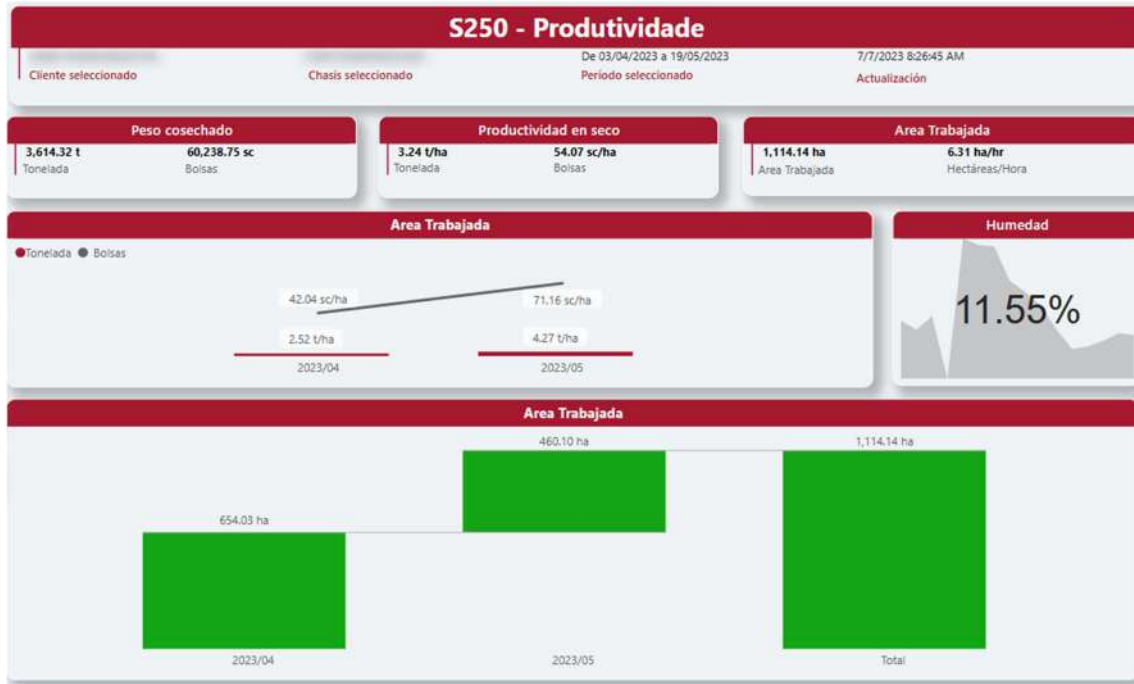 S250 - Produtividade
De 03/04/2023 a 19/05/2023 7/7/2023 8:26:45 AM
Cliente seleccionado Chasis seleccionado Período seleccionado Actualización
Peso cosechado Productividad en seco Area Trabajada
3,614.32 t 60,238.75 sc 3.24 t/ha 54.07 sc/ha 1,114.14 ha 6.31 ha/hr
Tonelada Bolsas Tonelada Bolsas Area Trabajada Hectáreas/Hora
Area Trabajada Humedad
Tonelada Bolsas
42.04 sc/ha 71.16 sc/ha
11.55%
2.52 t/ha 4.27 t/ha
2023/04 2023/05
Area Trabajada
460.10 ha 1,114.14 ha
654.03 ha
2023/04 2023/05 Total